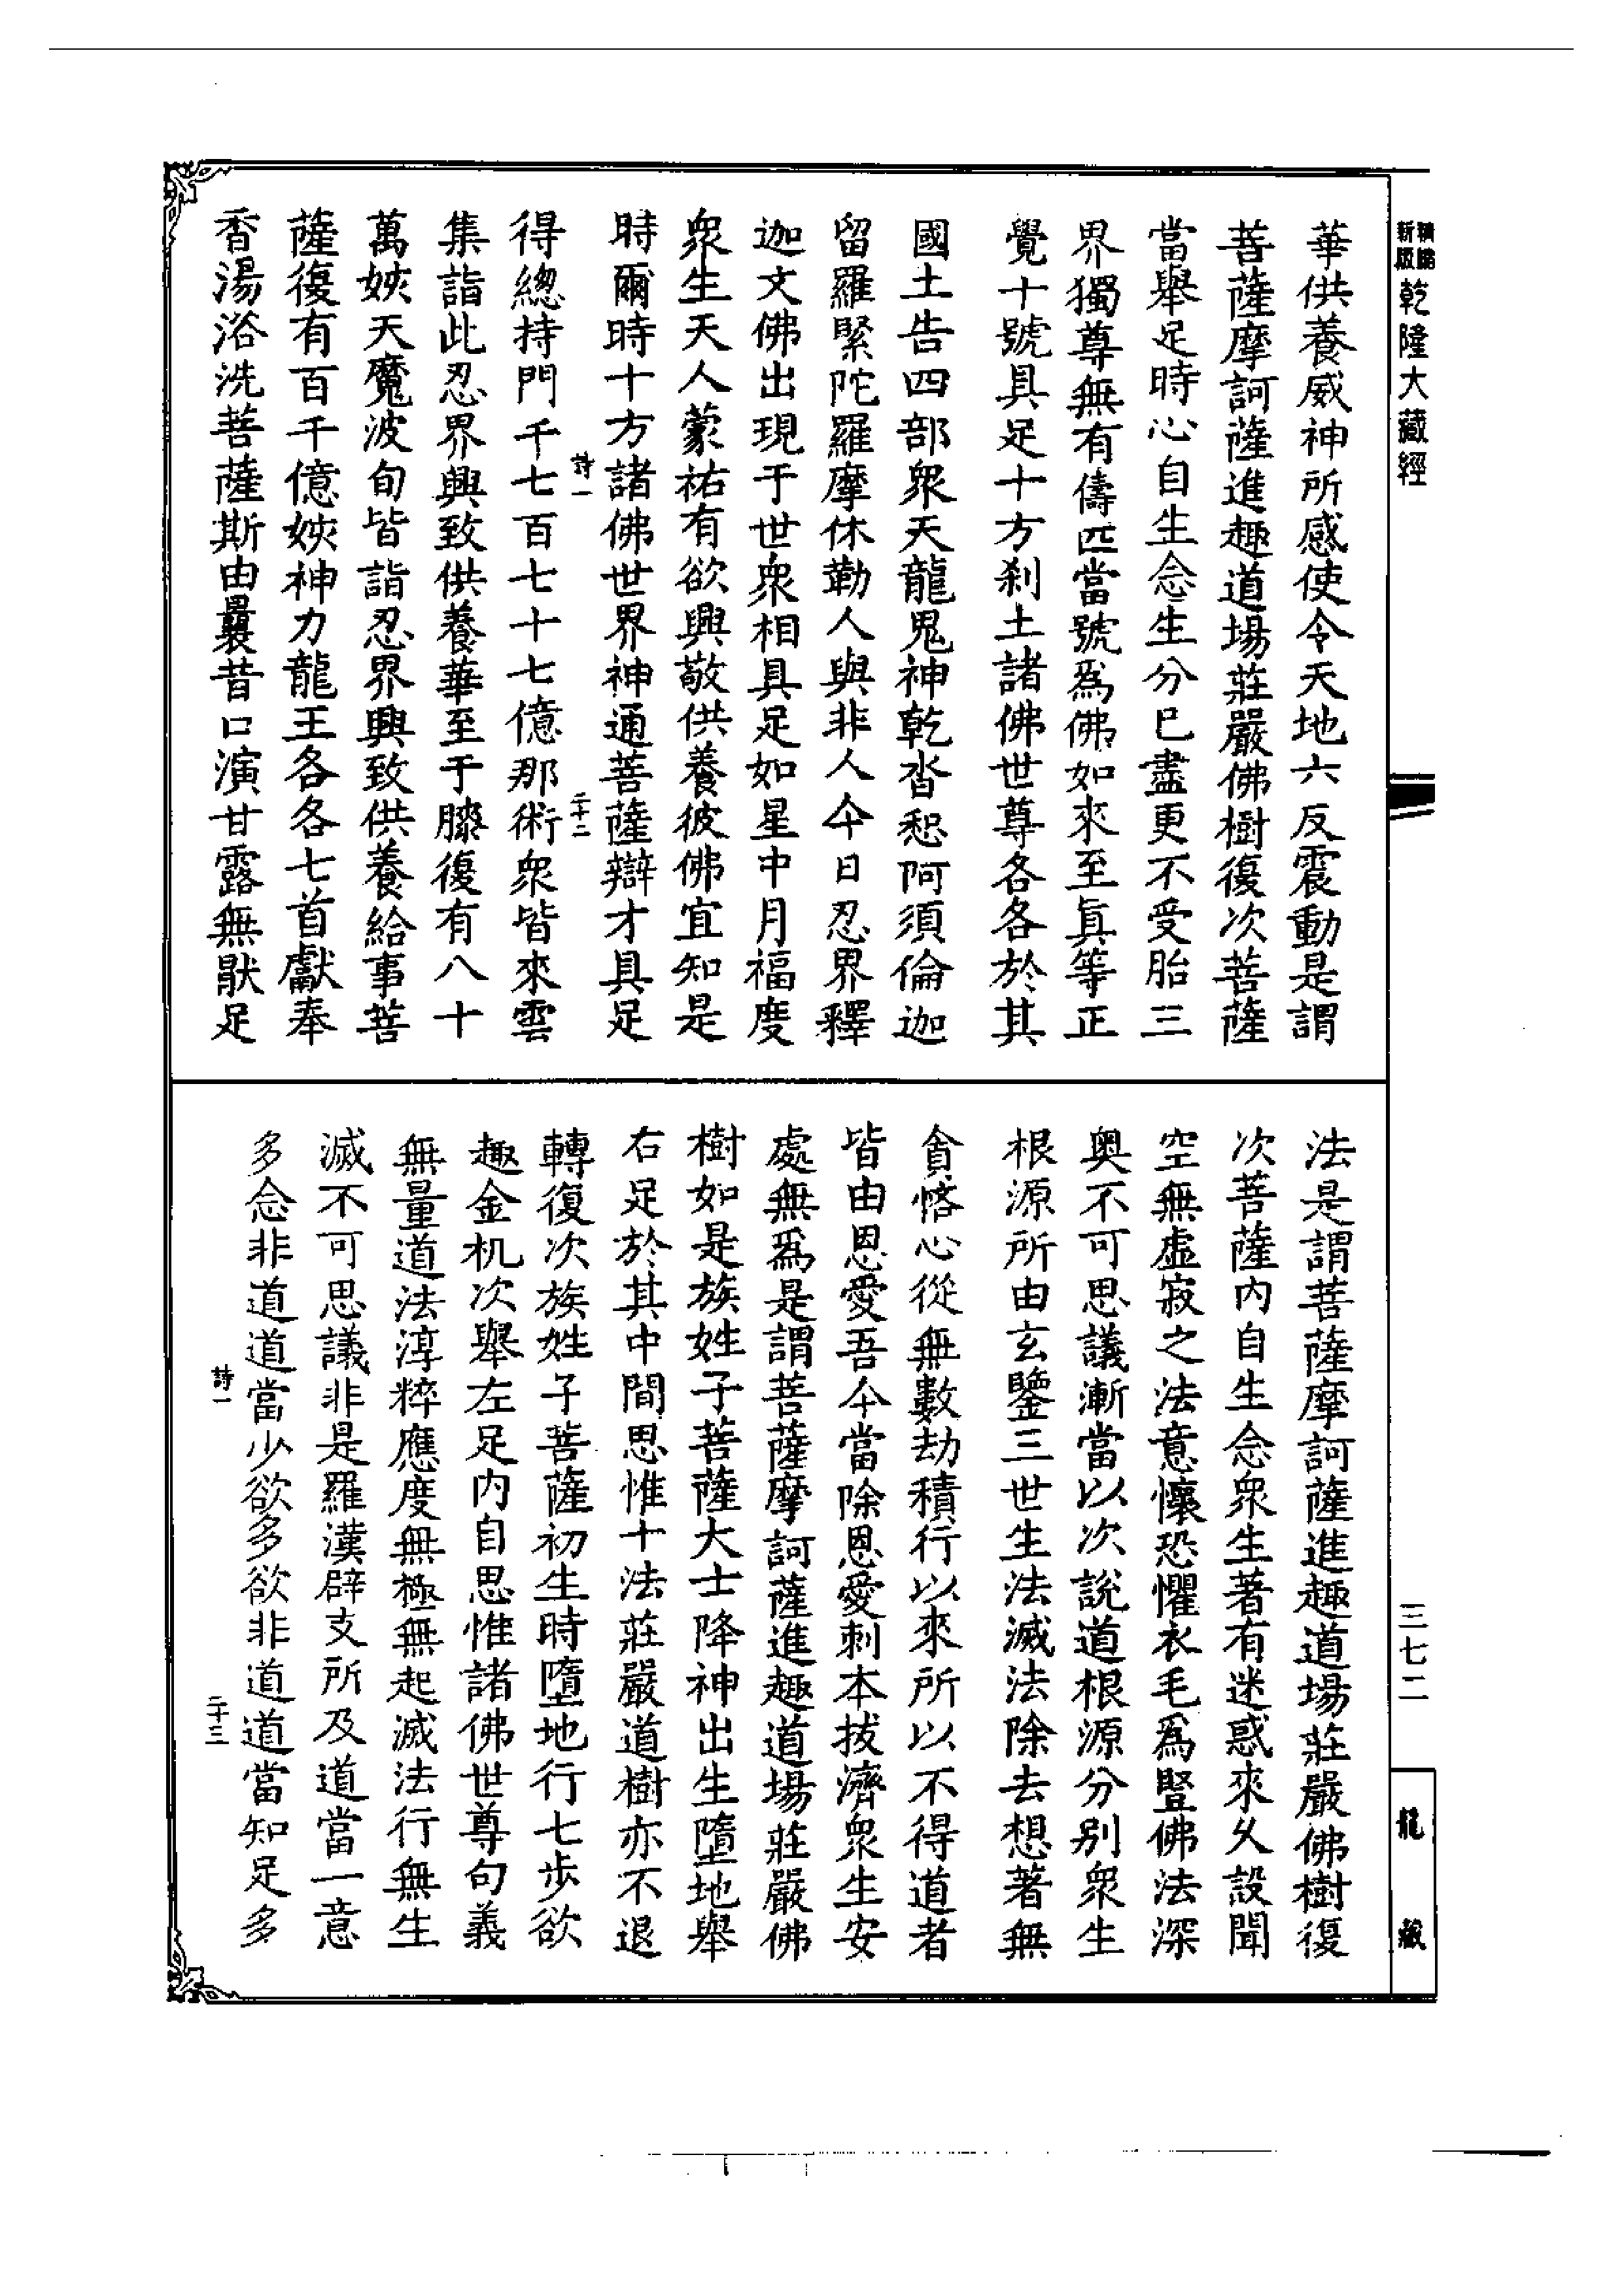 新版
乾隆大藏經
華供養威神所感使令天地六反震動是謂
菩薩摩訶薩進趣道場莊嚴佛樹復次菩薩
當舉足時心自生念生分已盡更不受胎三
界獨尊無有儔匹當號爲佛如來至眞等正
覺十號具足十方刹土諸佛世尊各各於其
國土告四部衆天龍鬼神乾沓恕阿須倫迦
留羅緊陀羅摩休勒人與非人今日忍界釋
迦文佛出現于世衆相具足如星中月福度
衆生天人蒙祐有欲興敬供養彼佛宜知是
時爾時十方諸佛世界神通菩薩辯才具足
詩一
二十二
得總持門千七百七十七億那術衆皆來雲
集詣此忍界興致供養華至于膝復有八十
萬姟天魔波旬皆詣忍界興致供養給事菩
薩復有百千億姟神力龍王各各七首獻奉
香湯浴洗菩薩斯由曩昔口演甘露無猒足
法是謂菩薩摩訶薩進趣道場莊嚴佛樹復
次菩薩內自生念衆生著有迷惑來久設聞
空無虛寂之法意懷恐懼衣毛爲豎佛法深
奧不可思議漸當以次說道根源分別衆生
根源所由玄鑒三世生法滅法除去想著無
貪悋心從無數劫積行以來所以不得道者
皆由恩愛吾今當除恩愛刺本拔濟衆生安
處無爲是謂菩薩摩訶薩進趣道場莊嚴佛
樹如是族姓子菩薩大士降神出生墮地舉
右足於其中間思惟十法莊嚴道樹亦不退
轉復次族姓子菩薩初生時墮地行七步欲
趣金机次舉左足內自思惟諸佛世尊句義
無量道法淳粹應度無極無起滅法行無生
滅不可思議非是羅漢辟支所及道當一意
多念非道道當少欲多欲非道道當知足多
詩一
二十三
三七二
龍藏